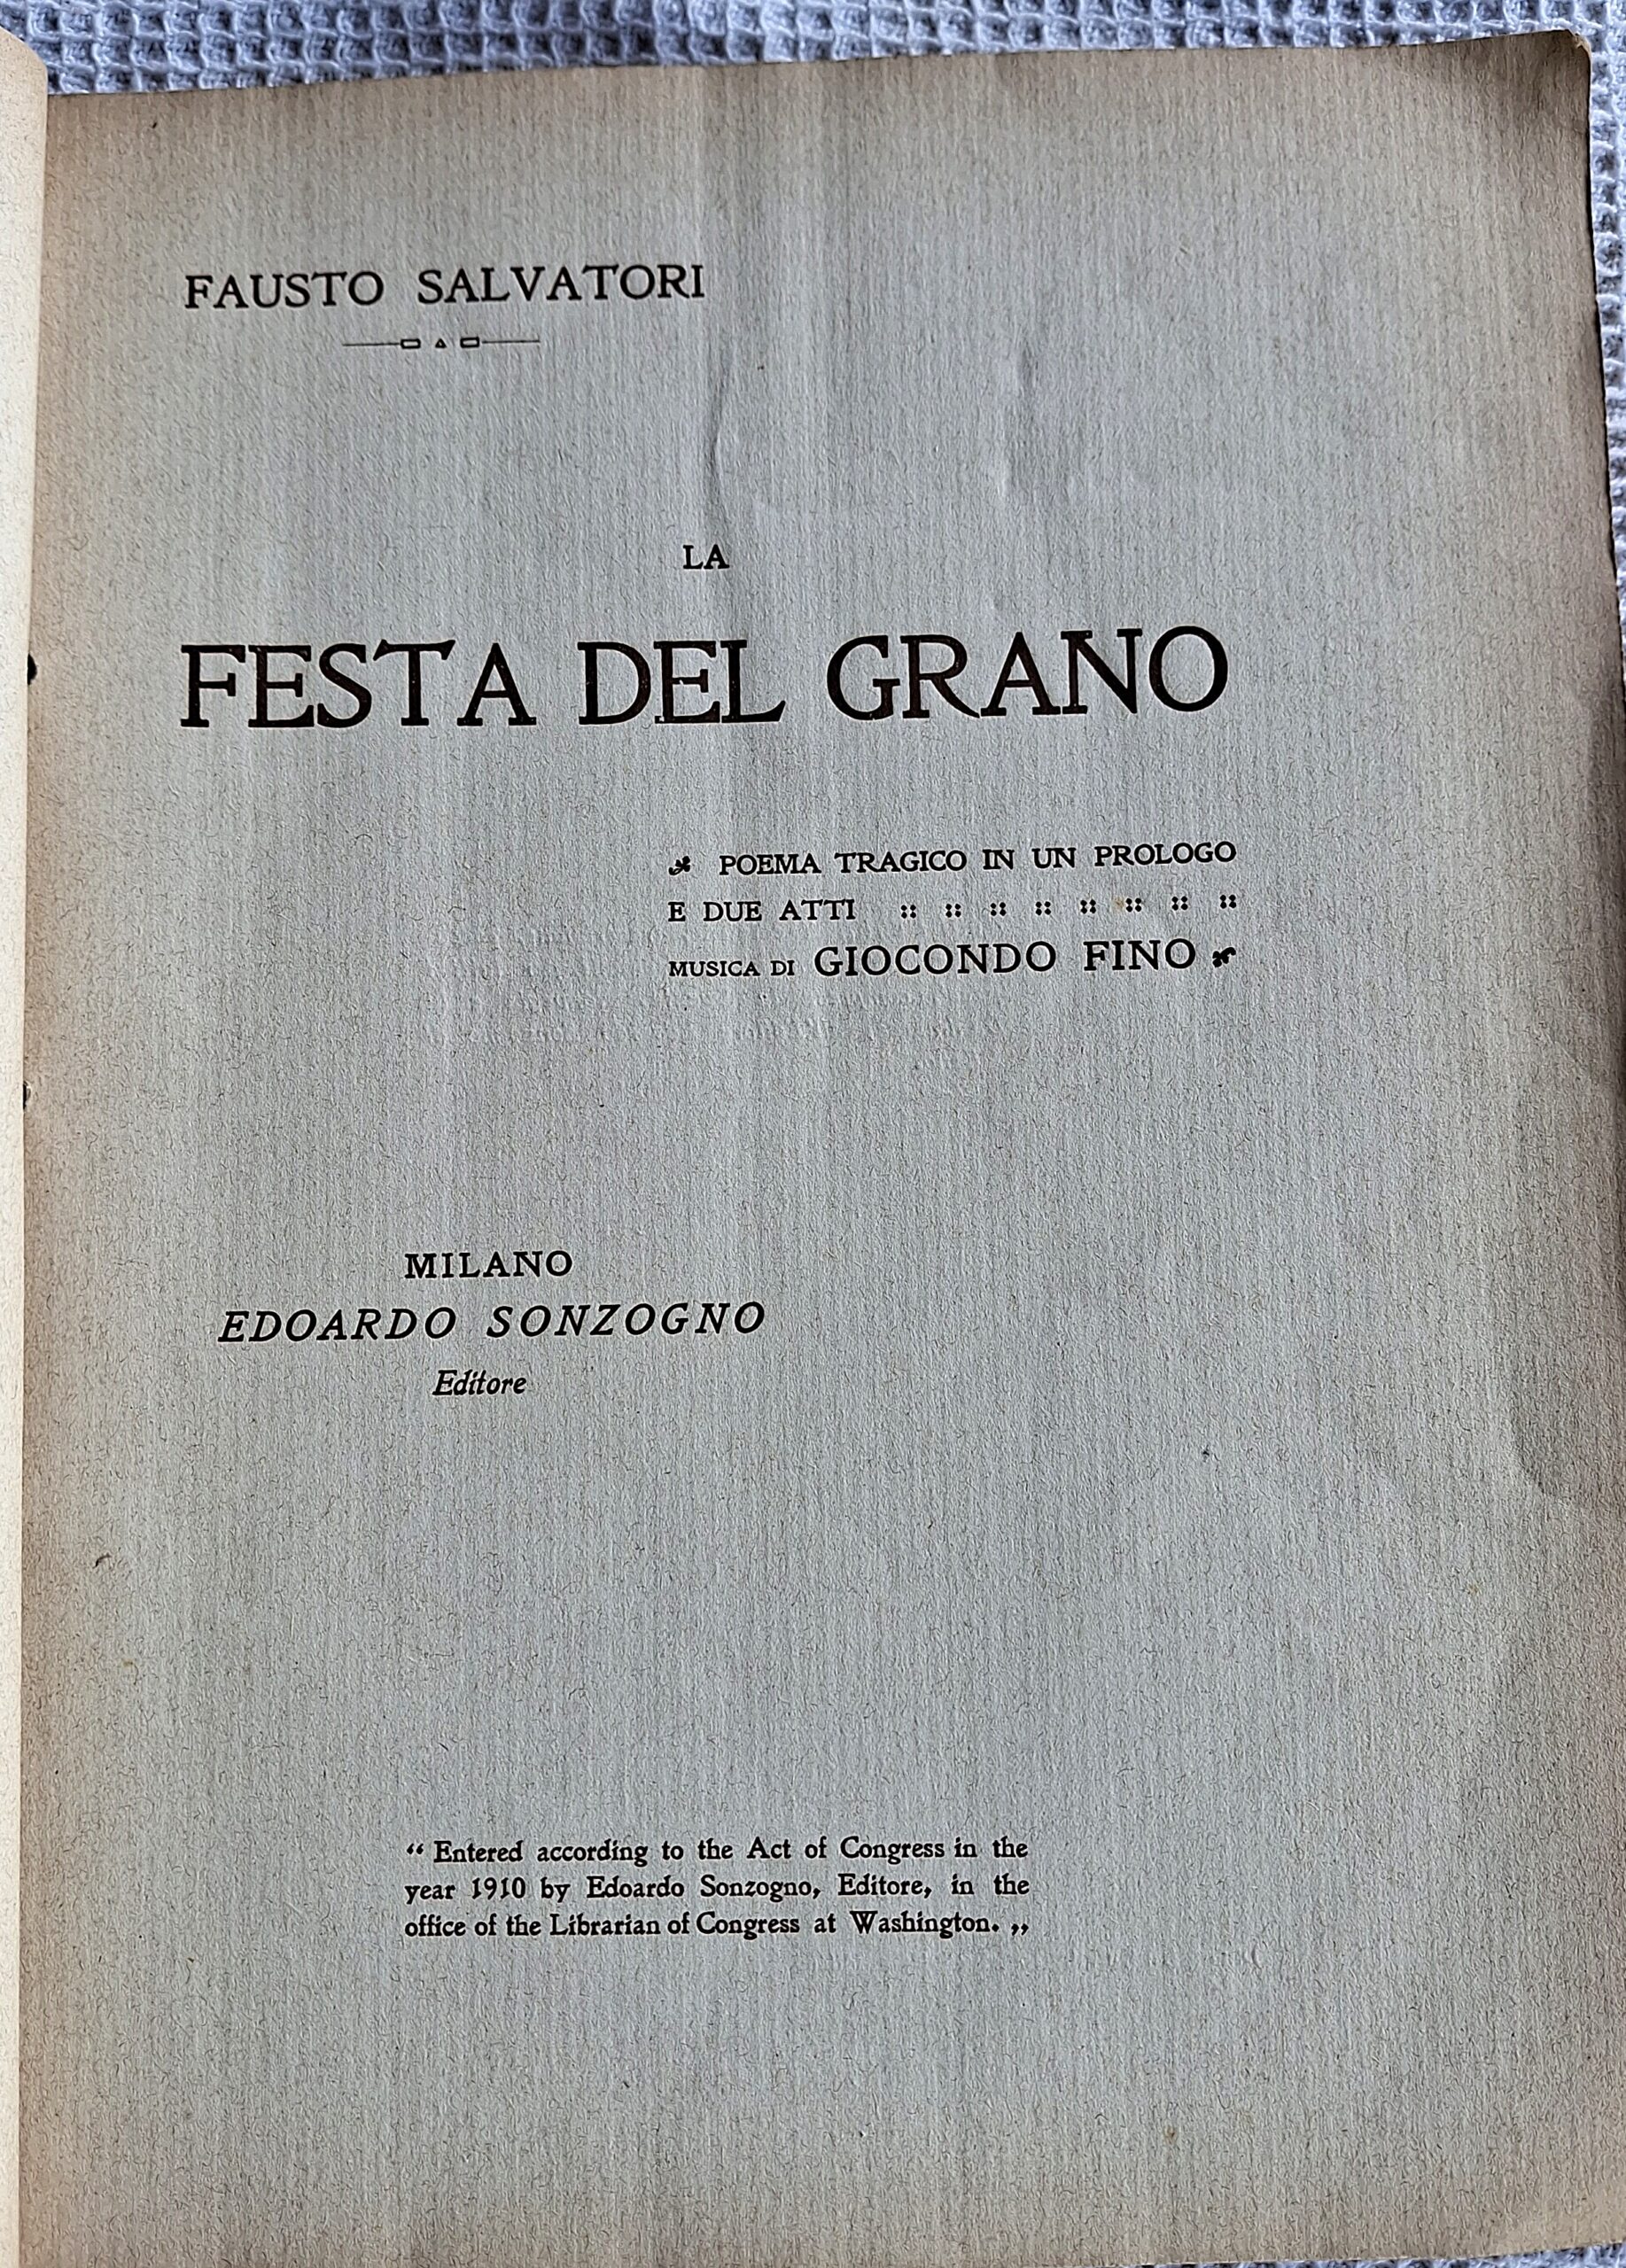 FAUSTO SALVATORI
LA
FESTA DEL GRANO
POEMA TRAGICO IN UN PROLOGO
E DUE ATTI :: :: :: :: :: :: :: ::
MUSICA DI GIOCONDO FINO
MILANO
EDOARDO SONZOGNO
Editore
“ Entered according to the Act of Congress in the
year 1910 by Edoardo Sonzogno, Editore, in the
office of the Librarian of Congress at Washington. „